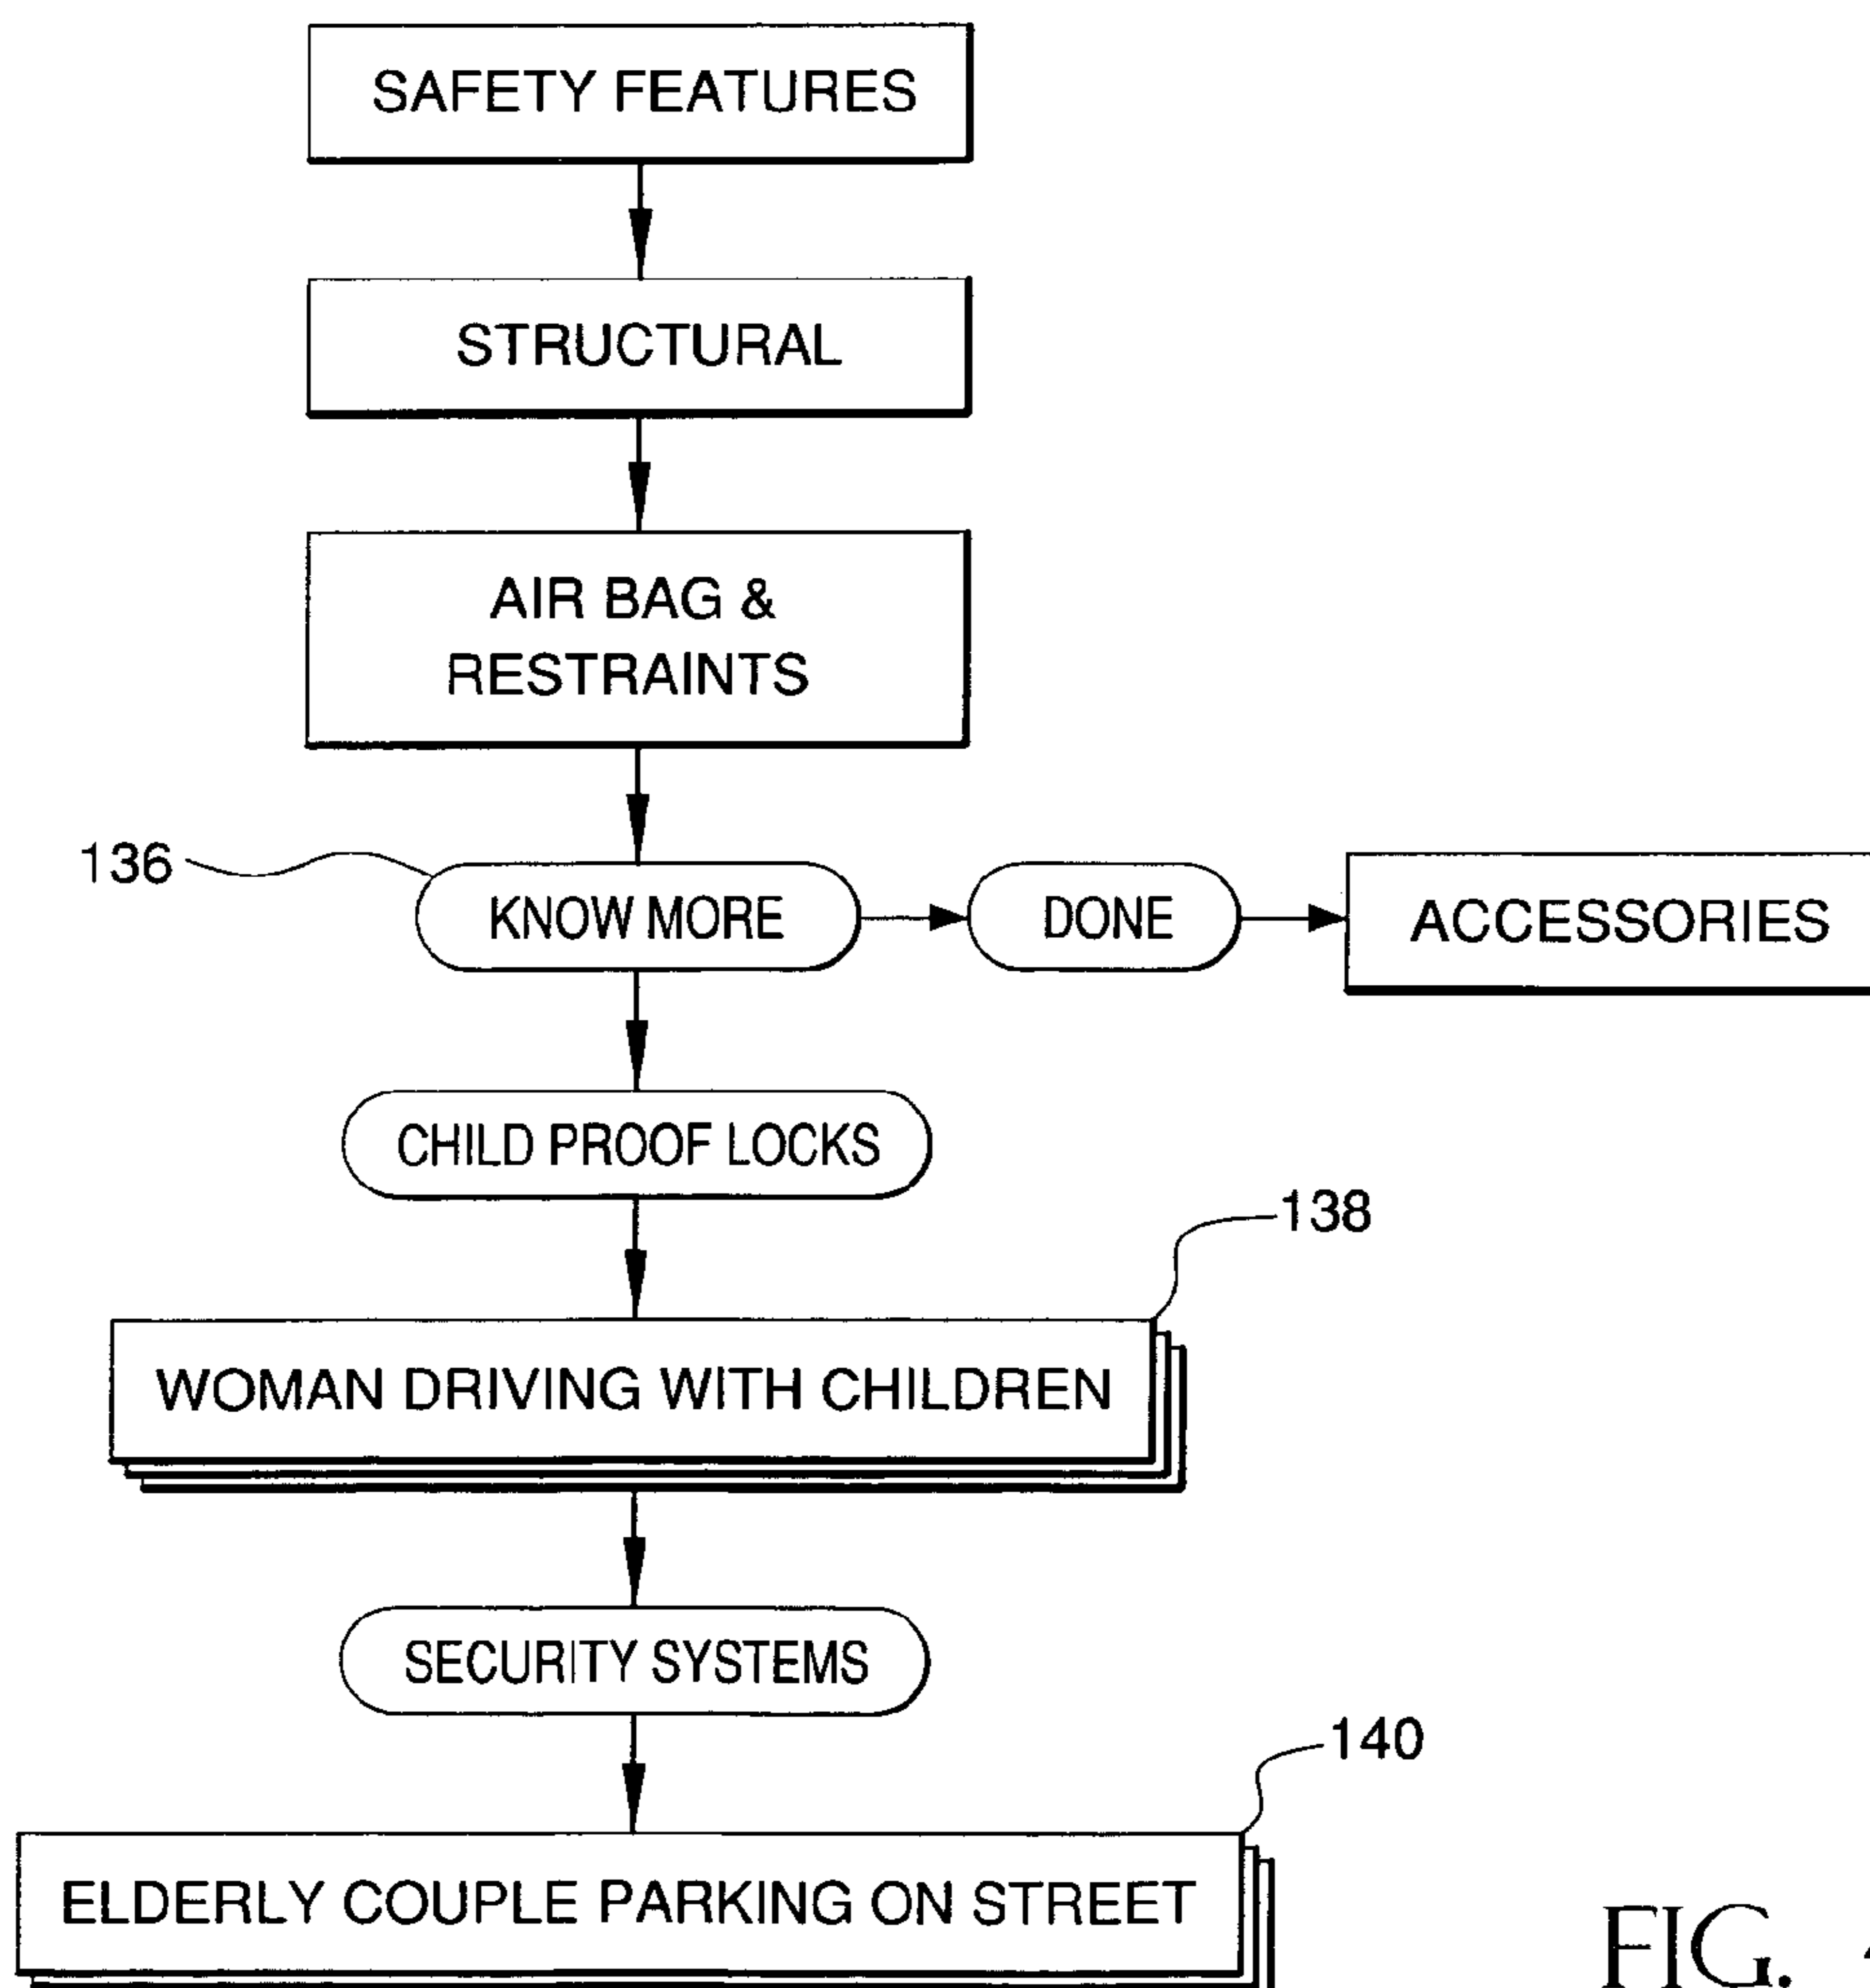 SAFETY FEATURES
STRUCTURAL
AIR BAG &
RESTRAINTS
136
KNOW MORE
DONE
ACCESSORIES
CHILD PROOF LOCKS
138
WOMAN DRIVING WITH CHILDREN
SECURITY SYSTEMS
140
ELDERLY COUPLE PARKING ON STREET
FIG.